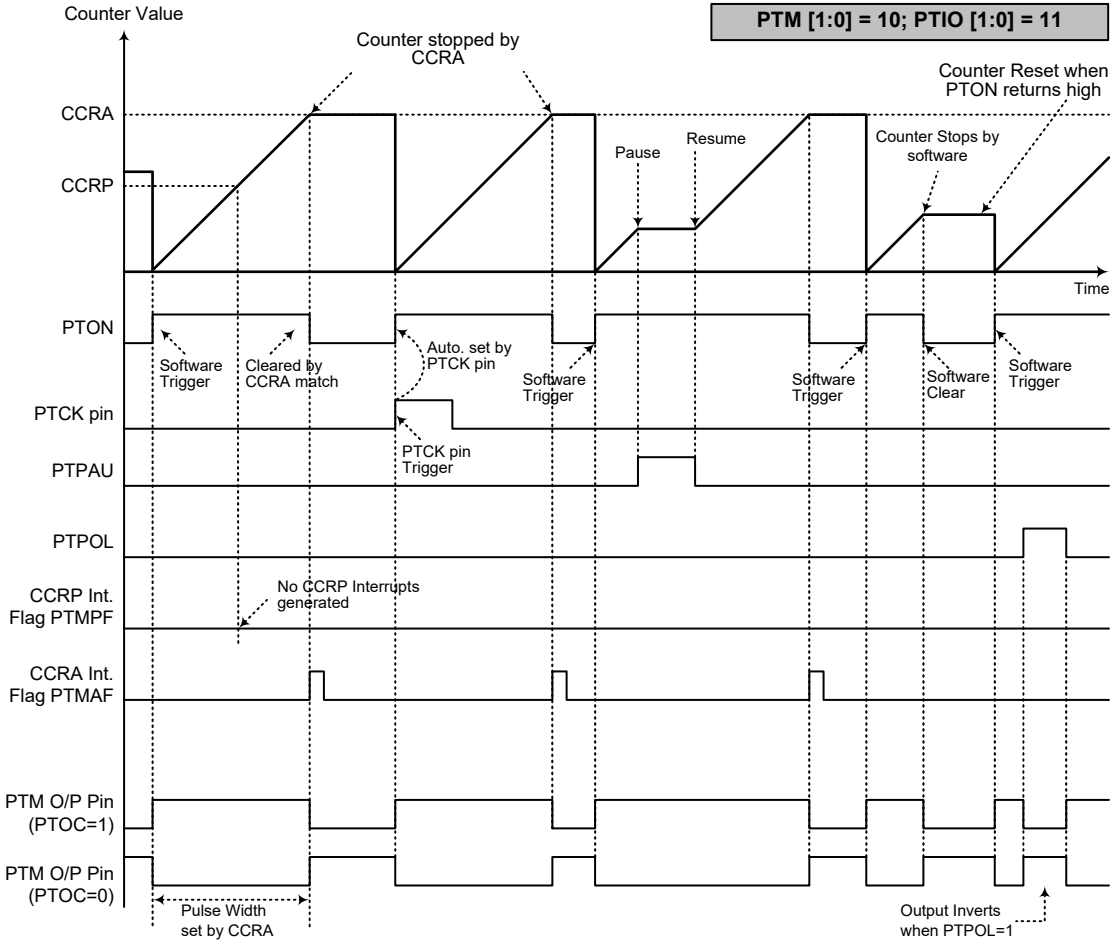 Counter Value
PTM [1:0] = 10; PTIO [1:0] = 11
Counter stopped by
CCRA
Counter Reset when
PTON returns high
CCRA
Pause
Resume
Counter Stops by
software
CCRP
Time
PTON
Software
Trigger
Cleared by
CCRA match
Auto. set by
PTCK pin
Software
Trigger
Software
Trigger
Software
Clear
Software
Trigger
PTCK pin
PTCK pin
Trigger
PTPAU
PTPOL
CCRP Int.
Flag PTMPF
No CCRP Interrupts
generated
CCRA Int.
Flag PTMAF
PTM O/P Pin
(PTOC=1)
PTM O/P Pin
(PTOC=0)
Pulse Width
set by CCRA
Output Inverts
when PTPOL=1